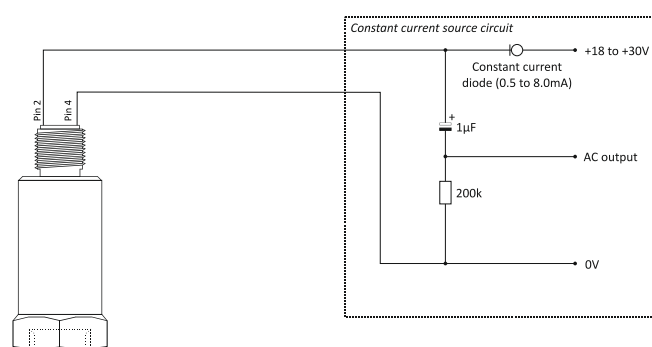 Constant current source circuit
+18 to +30V
Constant current
diode (0.5 to 8.0mA)
Pin 2
Pin 4
+
1µF
AC output
200k
0V